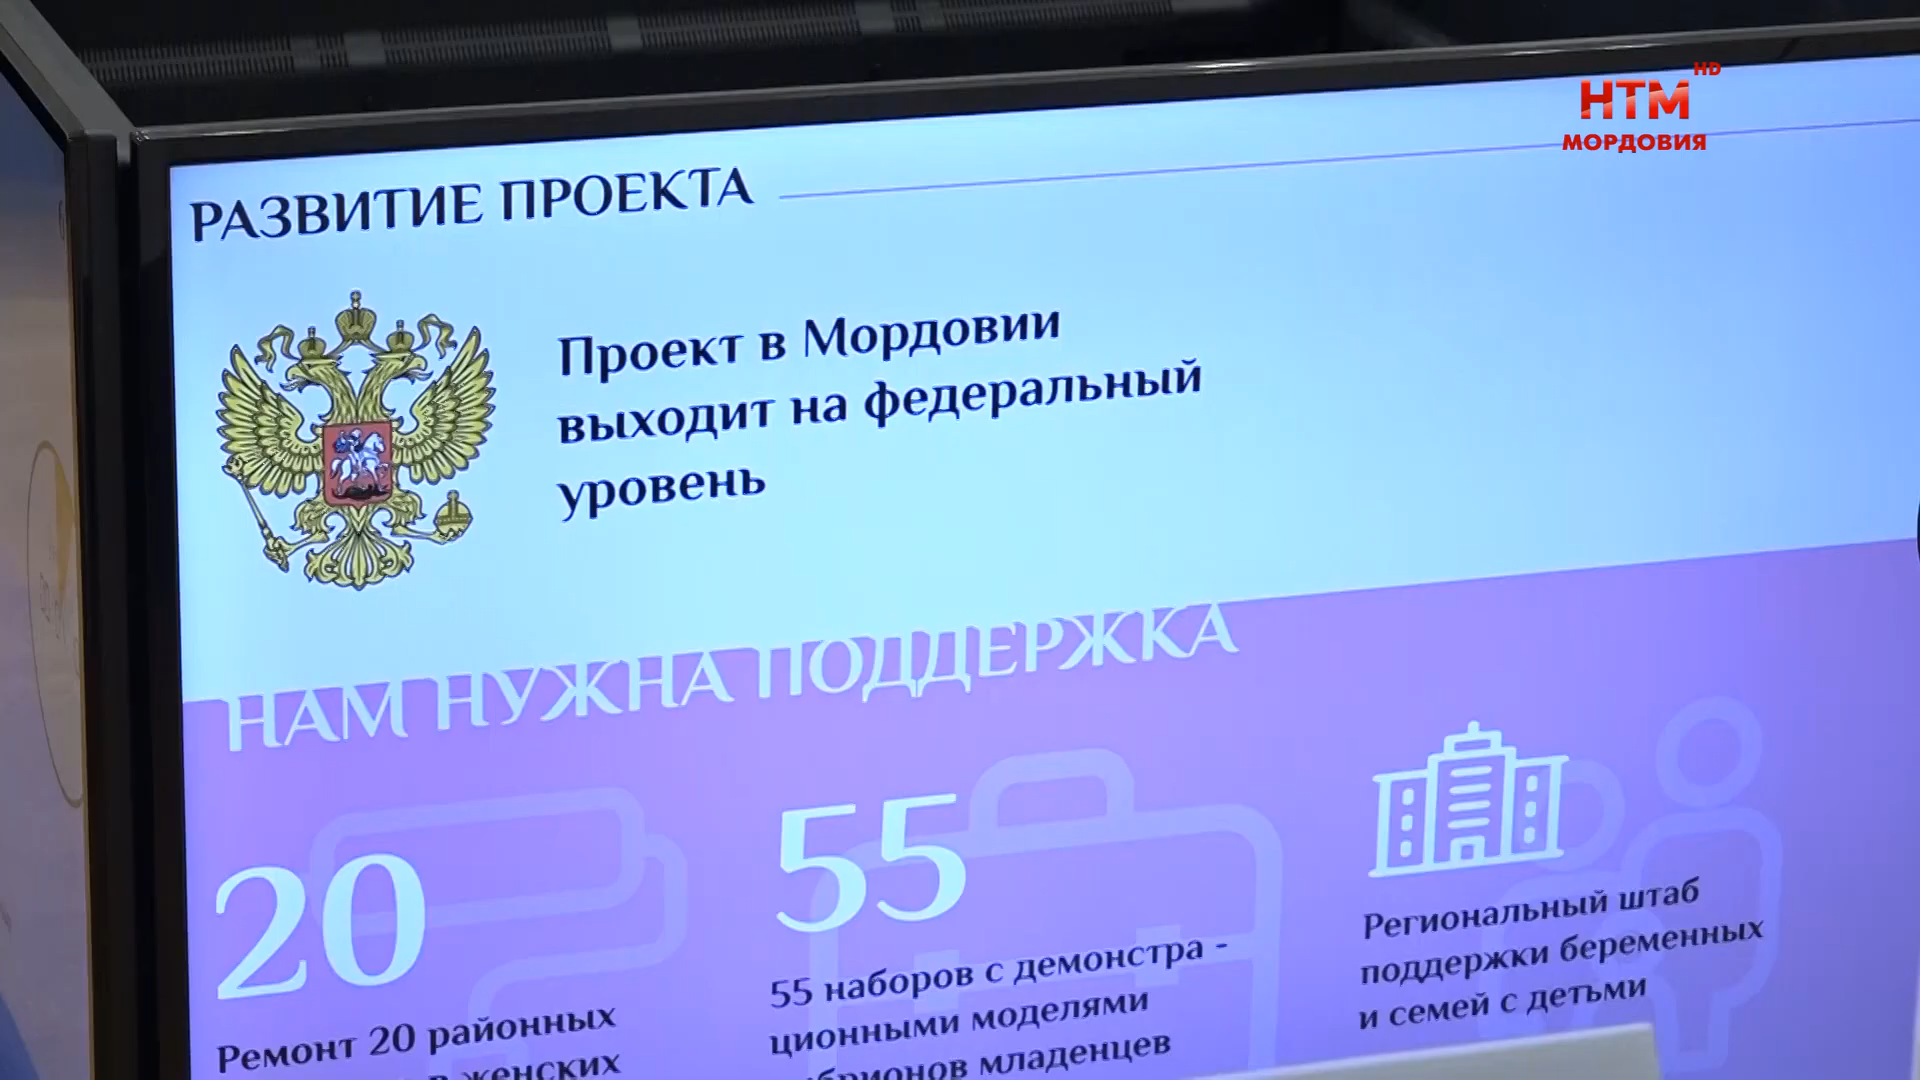 HD
НТМ
МОРДОВИЯ
РАЗВИТИЕ ПРОЕКТА
Проект в Мордовии
выходит на федеральный
уровень
НАМ НУЖНА ПОДДЕРЖКА
20
Ремонт 20 районных
женских
55
55 наборов с демонстра -
ционными моделями
младенцев
Региональный штаб
поддержки беременных
и семей с детьми